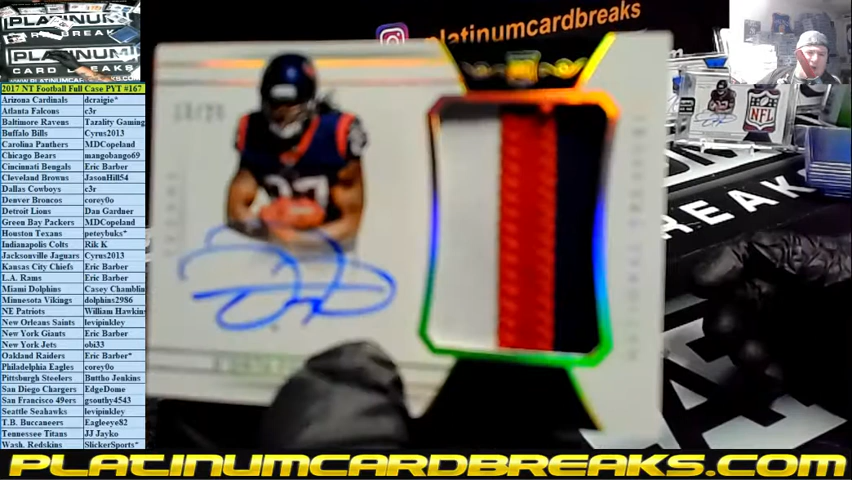 PLATINUM
CARD BREAKS
platinumcardbreaks
2017 NT Football Full Case PYT #167
Arizona Cardinals dcraigie*
Atlanta Falcons c3r
Baltimore Ravens Tazality Gaming
Buffalo Bills Cyrus2013
Carolina Panthers MDCopeland
Chicago Bears mangobango69
Cincinnati Bengals Eric Barber
Cleveland Browns JasonHill54
Dallas Cowboys c3r
Denver Broncos corey0o
Detroit Lions Dan Gardner
Green Bay Packers MDCopeland
Houston Texans peteybuks*
Indianapolis Colts Rik K
Jacksonville Jaguars Cyrus2013
Kansas City Chiefs Eric Barber
L.A. Rams Eric Barber
Miami Dolphins Casey Chamblin
Minnesota Vikings dolphins2986
NE Patriots William Hawkins
New Orleans Saints levipinkley
New York Giants Eric Barber
New York Jets obi33
Oakland Raiders Eric Barber*
Philadelphia Eagles corey0o
Pittsburgh Steelers Buttho Jenkins
San Diego Chargers EdgeDome
San Francisco 49ers gsouthy4543
Seattle Seahawks levipinkley
T.B. Buccaneers Eagleeye82
Tennessee Titans JJ Jayko
Wash. Redskins SlickerSports*
NFL
NATIONAL TREASURES
PLATINUMCARDBREAKS.COM